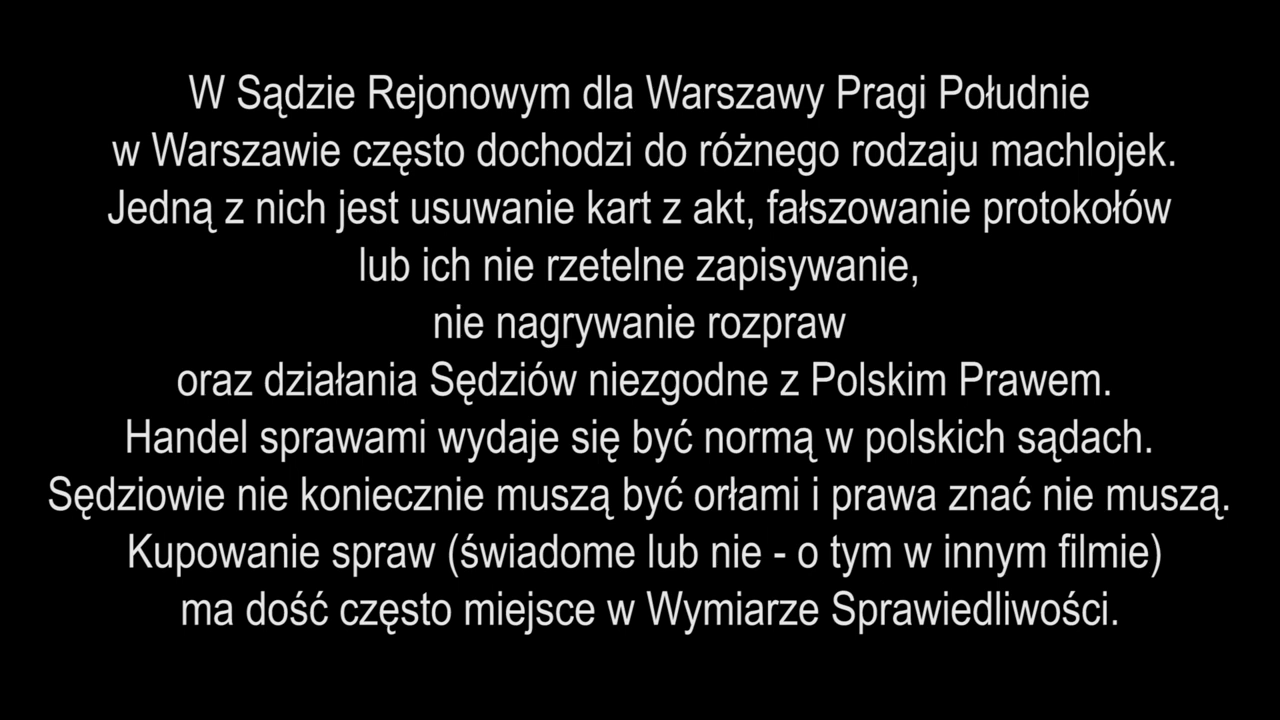 W Sądzie Rejonowym dla Warszawy Pragi Południe
w Warszawie często dochodzi do różnego rodzaju machlojek.
Jedną z nich jest usuwanie kart z akt, fałszowanie protokołów
lub ich nie rzetelne zapisywanie,
nie nagrywanie rozpraw
oraz działania Sędziów niezgodne z Polskim Prawem.
Handel sprawami wydaje się być normą w polskich sądach.
Sędziowie nie koniecznie muszą być orłami i prawa znać nie muszą.
Kupowanie spraw (świadome lub nie - o tym w innym filmie)
ma dość często miejsce w Wymiarze Sprawiedliwości.